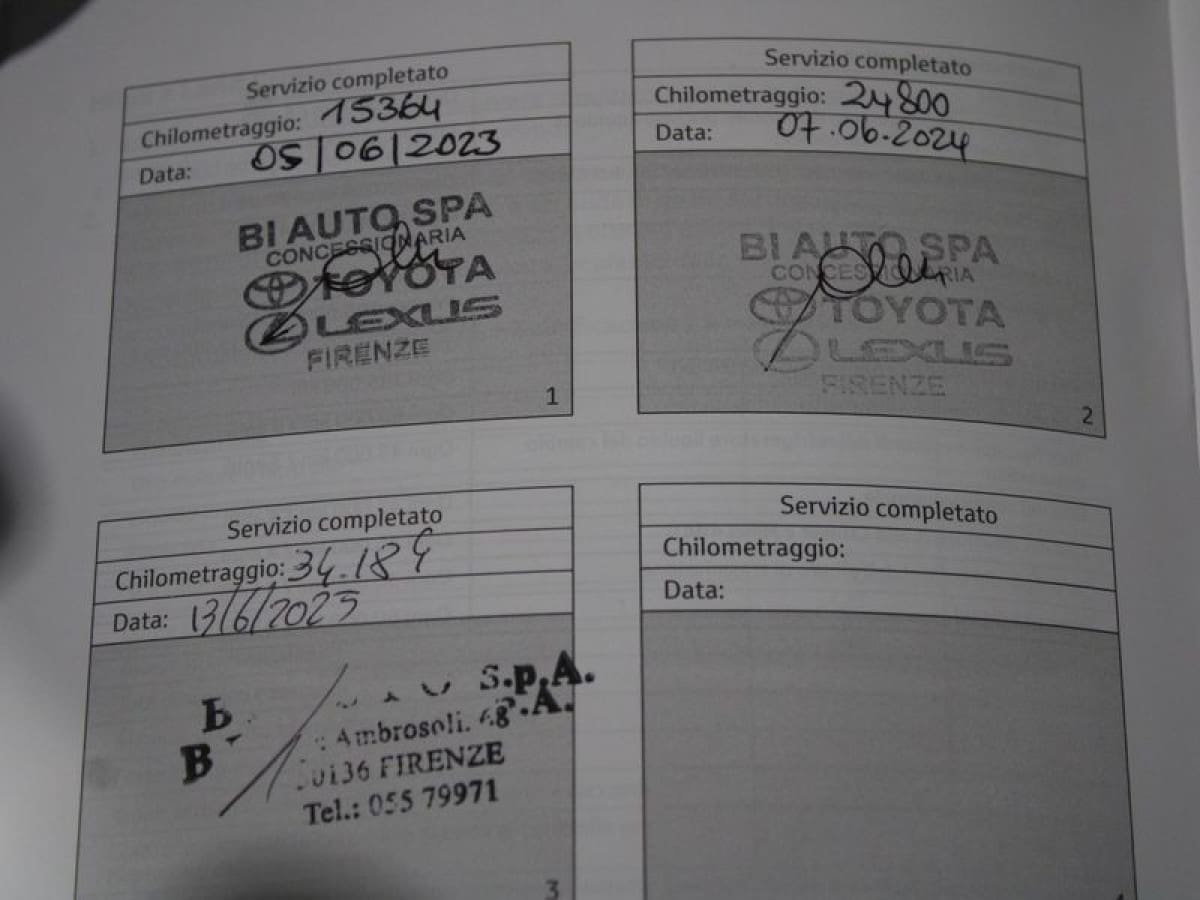 Servizio completato
Chilometraggio: 15364
Data: 05/06/2023
BI AUTO SPA
CONCESSIONARIA
TOYOTA
LEXUS
FIRENZE
1
Servizio completato
Chilometraggio: 24800
Data: 07.06.2024
BI AUTO SPA
CONCESSIONARIA
TOYOTA
LEXUS
FIRENZE
2
Servizio completato
Chilometraggio: 34.189
Data: 13/6/2025
S.p.A.
B
Ambrosoli. 68
FIRENZE
Tel.: 055 79971
3
Servizio completato
Chilometraggio:
Data: